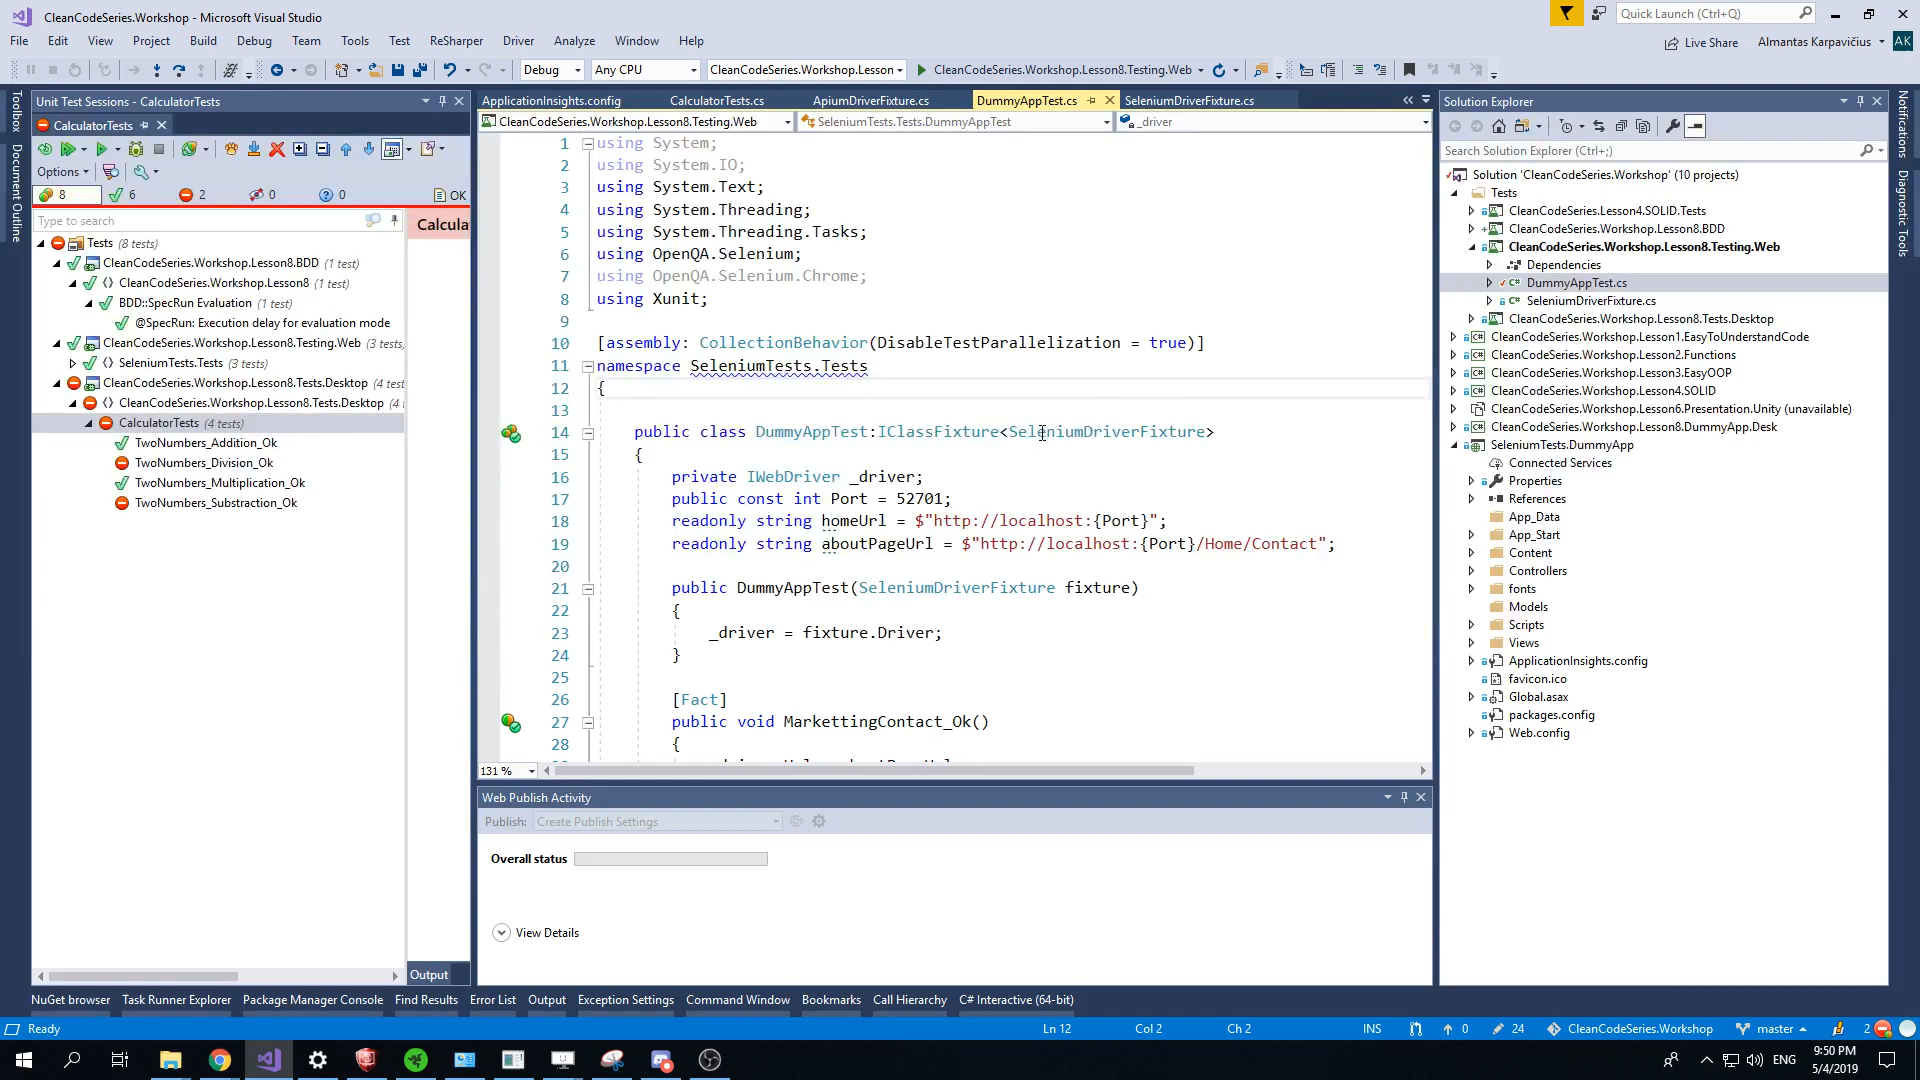 CleanCodeSeries.Workshop - Microsoft Visual Studio
Quick Launch (Ctrl+Q)
File Edit View Project Build Debug Team Tools Test ReSharper Driver Analyze Window Help
Live Share
Almantas Karpavičius
AK
Debug
Any CPU
CleanCodeSeries.Workshop.Lesson
CleanCodeSeries.Workshop.Lesson8.Testing.Web
Toolbox
Document Outline
Unit Test Sessions - CalculatorTests
CalculatorTests
Options
8
6
2
0
0
OK
Type to search
Calcula
Tests (8 tests)
CleanCodeSeries.Workshop.Lesson8.BDD (1 test)
CleanCodeSeries.Workshop.Lesson8 (1 test)
BDD::SpecRun Evaluation (1 test)
@SpecRun: Execution delay for evaluation mode
CleanCodeSeries.Workshop.Lesson8.Testing.Web (3 tests)
SeleniumTests.Tests (3 tests)
CleanCodeSeries.Workshop.Lesson8.Tests.Desktop (4 test
CleanCodeSeries.Workshop.Lesson8.Tests.Desktop (4
CalculatorTests (4 tests)
TwoNumbers_Addition_Ok
TwoNumbers_Division_Ok
TwoNumbers_Multiplication_Ok
TwoNumbers_Substraction_Ok
Output
ApplicationInsights.config
CalculatorTests.cs
ApiumDriverFixture.cs
DummyAppTest.cs
SeleniumDriverFixture.cs
CleanCodeSeries.Workshop.Lesson8.Testing.Web
SeleniumTests.Tests.DummyAppTest
_driver
1 using System;
2 using System.IO;
3 using System.Text;
4 using System.Threading;
5 using System.Threading.Tasks;
6 using OpenQA.Selenium;
7 using OpenQA.Selenium.Chrome;
8 using Xunit;
9
10 [assembly: CollectionBehavior(DisableTestParallelization = true)]
11 namespace SeleniumTests.Tests
12 {
13
14 public class DummyAppTest:IClassFixture<SeleniumDriverFixture>
15 {
16 private IWebDriver _driver;
17 public const int Port = 52701;
18 readonly string homeUrl = $"http://localhost:{Port}";
19 readonly string aboutPageUrl = $"http://localhost:{Port}/Home/Contact";
20
21 public DummyAppTest(SeleniumDriverFixture fixture)
22 {
23 _driver = fixture.Driver;
24 }
25
26 [Fact]
27 public void MarkettingContact_Ok()
28 {
131 %
Web Publish Activity
Publish: Create Publish Settings
Overall status
View Details
Solution Explorer
Search Solution Explorer (Ctrl+;)
Solution 'CleanCodeSeries.Workshop' (10 projects)
Tests
CleanCodeSeries.Lesson4.SOLID.Tests
CleanCodeSeries.Workshop.Lesson8.BDD
CleanCodeSeries.Workshop.Lesson8.Testing.Web
Dependencies
DummyAppTest.cs
SeleniumDriverFixture.cs
CleanCodeSeries.Workshop.Lesson8.Tests.Desktop
CleanCodeSeries.Workshop.Lesson1.EasyToUnderstandCode
CleanCodeSeries.Workshop.Lesson2.Functions
CleanCodeSeries.Workshop.Lesson3.EasyOOP
CleanCodeSeries.Workshop.Lesson4.SOLID
CleanCodeSeries.Workshop.Lesson6.Presentation.Unity (unavailable)
CleanCodeSeries.Workshop.Lesson8.DummyApp.Desk
SeleniumTests.DummyApp
Connected Services
Properties
References
App_Data
App_Start
Content
Controllers
fonts
Models
Scripts
Views
ApplicationInsights.config
favicon.ico
Global.asax
packages.config
Web.config
Notifications
Diagnostic Tools
NuGet browser Task Runner Explorer Package Manager Console Find Results Error List Output Exception Settings Command Window Bookmarks Call Hierarchy C# Interactive (64-bit)
Ready
Ln 12
Col 2
Ch 2
INS
0
24
CleanCodeSeries.Workshop
master
2
ENG
9:50 PM
5/4/2019